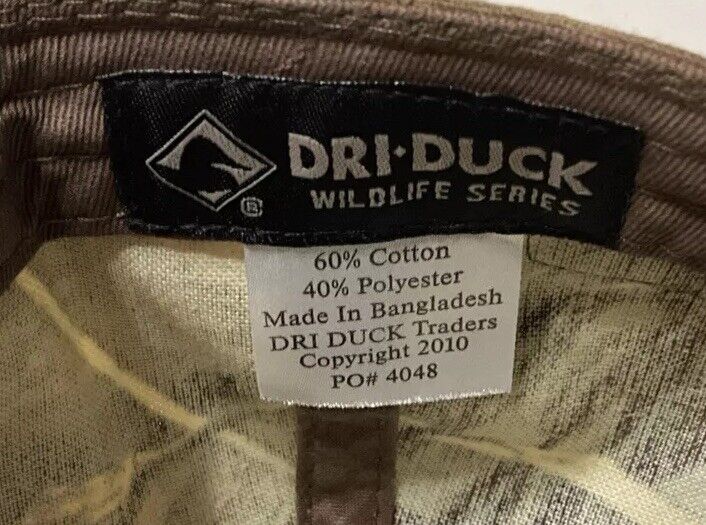 DRI·DUCK
WILDLIFE SERIES
®
60% Cotton
40% Polyester
Made In Bangladesh
DRI DUCK Traders
Copyright 2010
PO# 4048